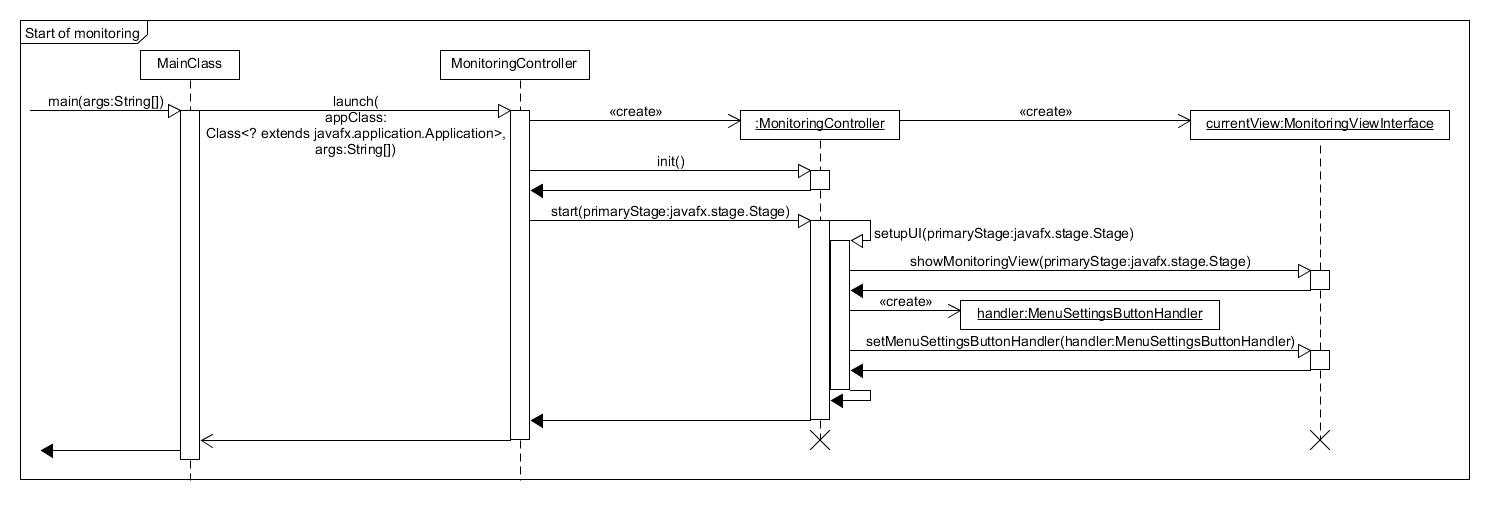 Start of monitoring
MainClass
MonitoringController
main(args:String[])
launch(
appClass:
Class<? extends javafx.application.Application>,
args:String[])
«create»
:MonitoringController
«create»
currentView:MonitoringViewInterface
init()
start(primaryStage:javafx.stage.Stage)
setupUI(primaryStage:javafx.stage.Stage)
showMonitoringView(primaryStage:javafx.stage.Stage)
«create»
handler:MenuSettingsButtonHandler
setMenuSettingsButtonHandler(handler:MenuSettingsButtonHandler)